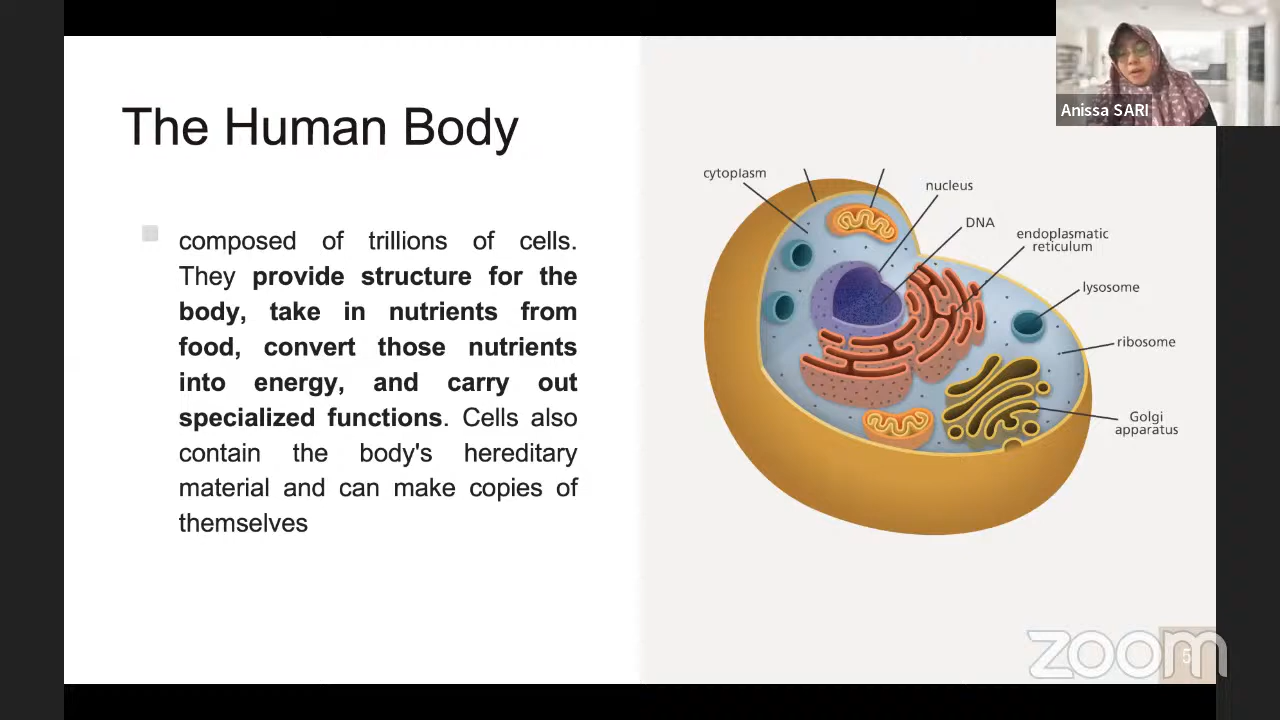 The Human Body
composed of trillions of cells.
They provide structure for the
body, take in nutrients from
food, convert those nutrients
into energy, and carry out
specialized functions. Cells also
contain the body's hereditary
material and can make copies of
themselves
cytoplasm
nucleus
DNA
endoplasmatic
reticulum
lysosome
ribosome
Golgi
apparatus
Anissa SARI
zoom
5